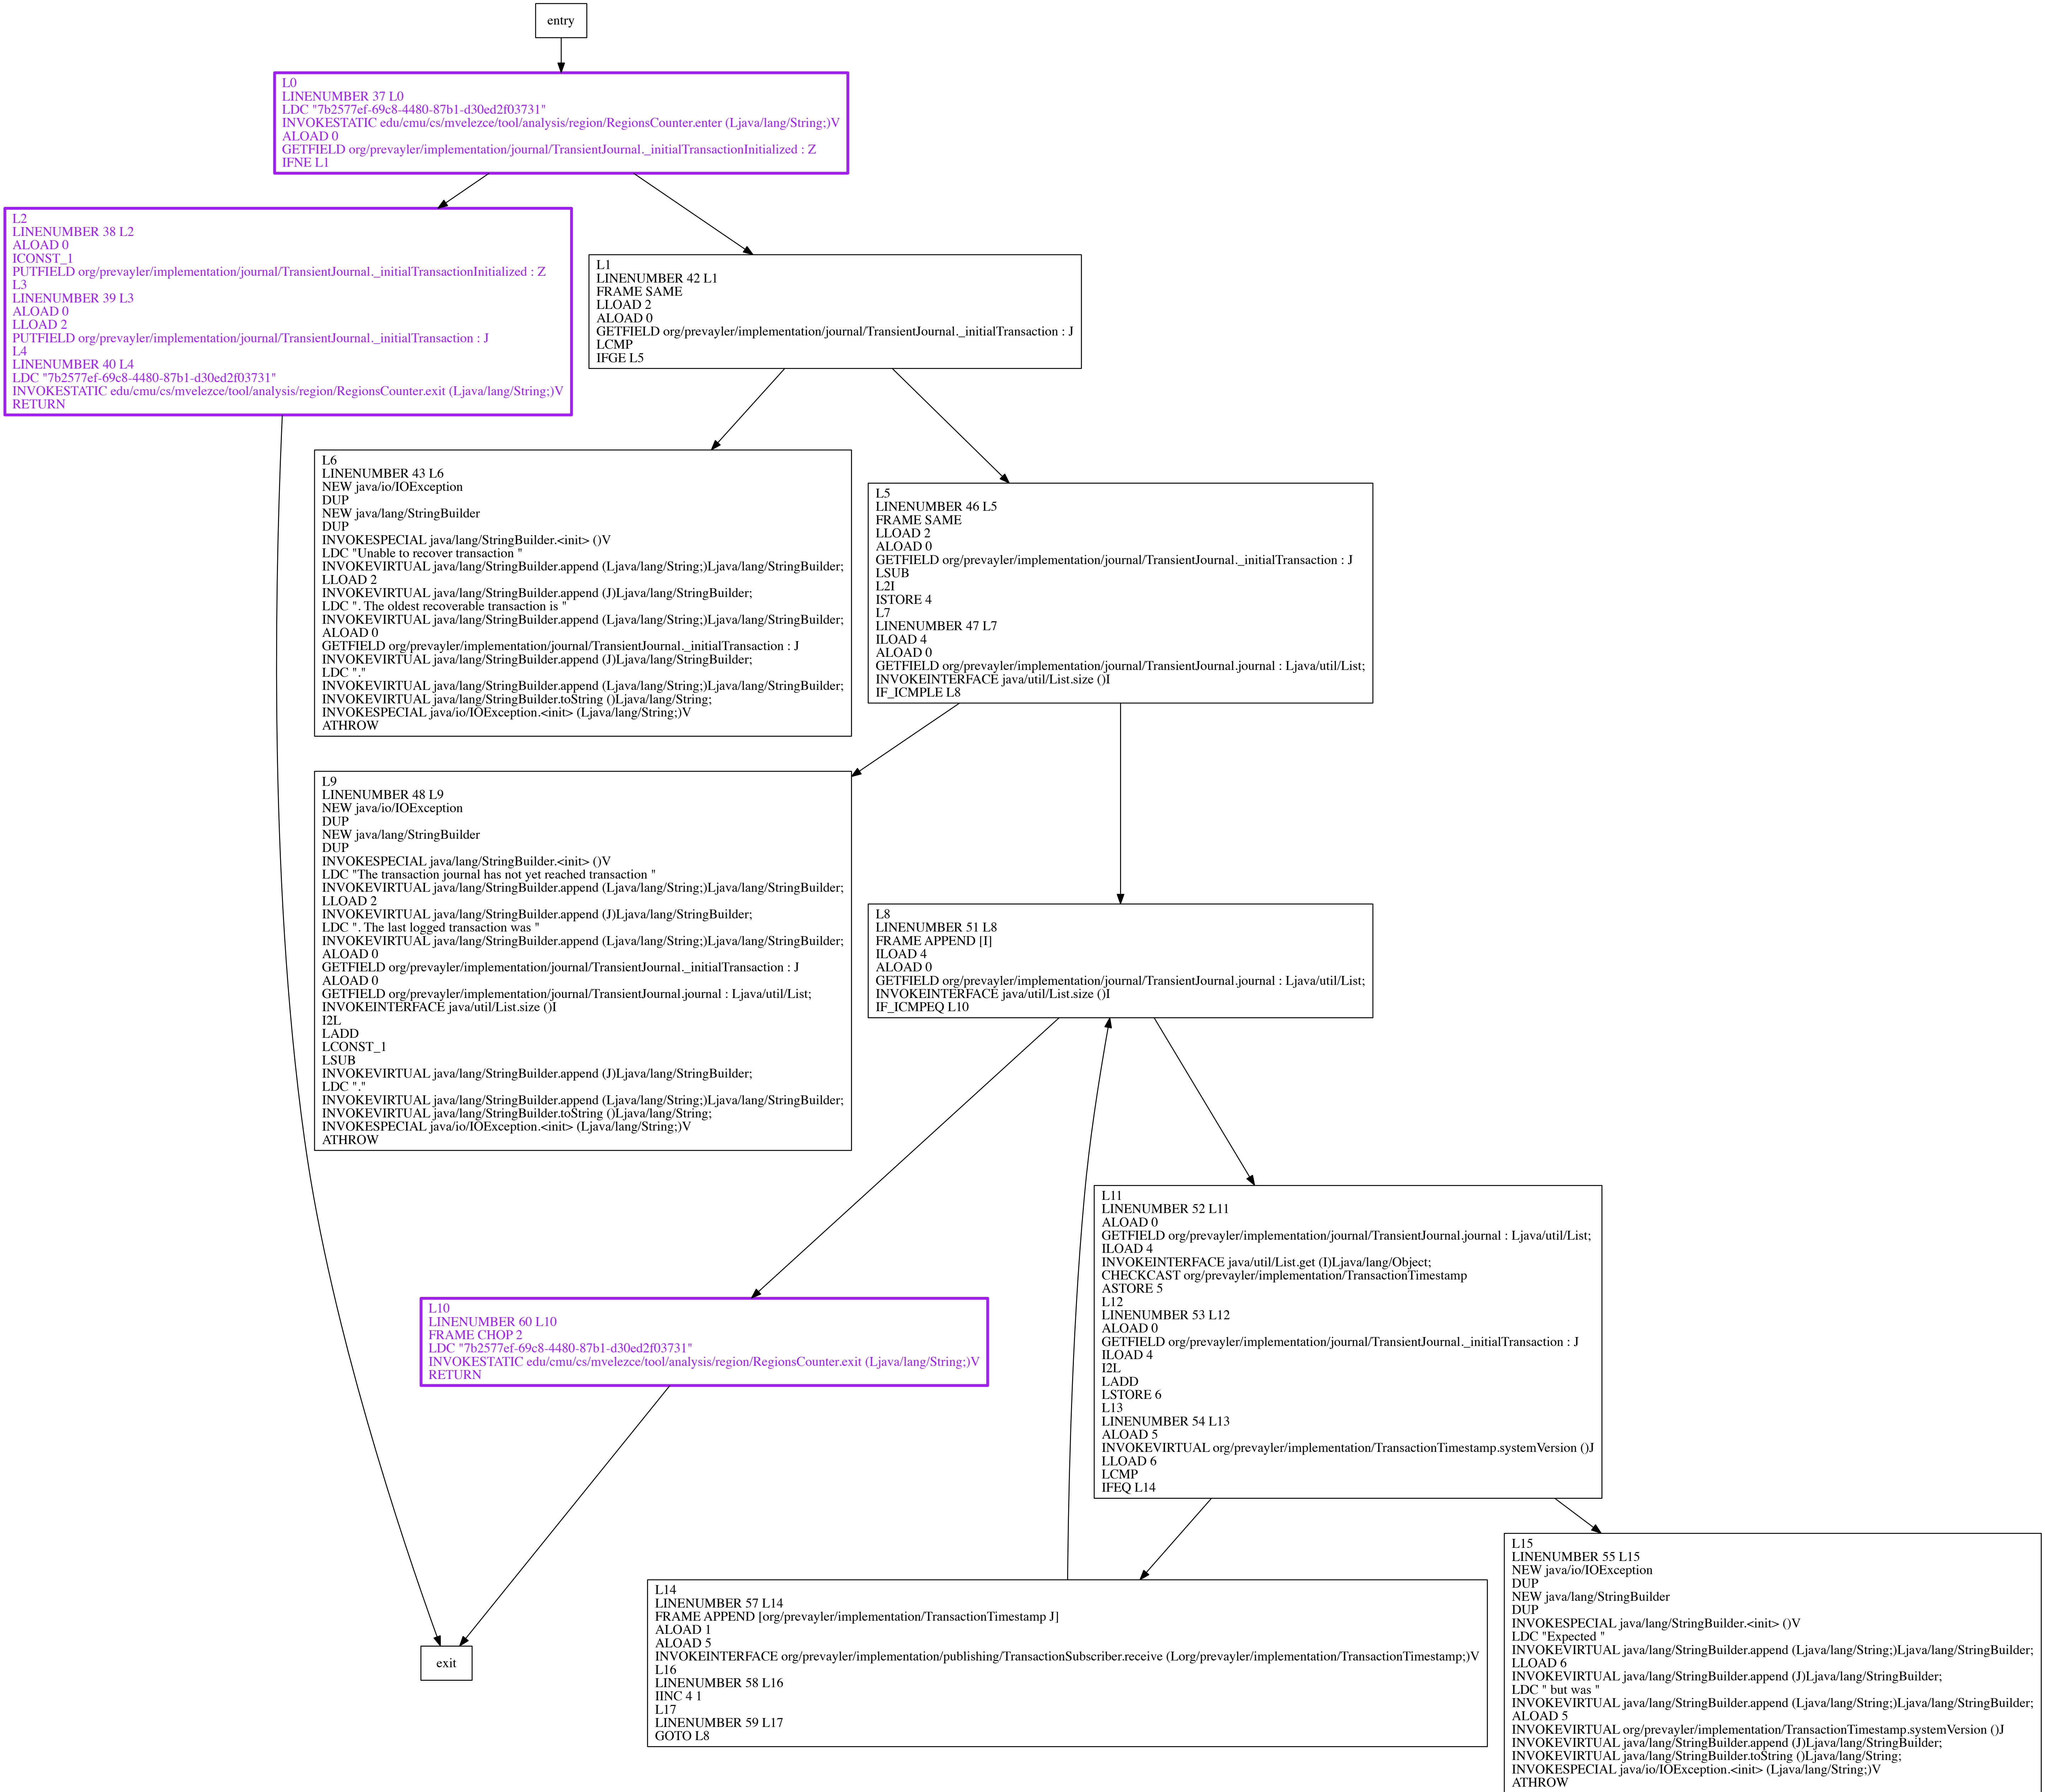 entry
L0
LINENUMBER 37 L0
LDC "7b2577ef-69c8-4480-87b1-d30ed2f03731"
INVOKESTATIC edu/cmu/cs/mvelezce/tool/analysis/region/RegionsCounter.enter (Ljava/lang/String;)V
ALOAD 0
GETFIELD org/prevayler/implementation/journal/TransientJournal._initialTransactionInitialized : Z
IFNE L1
L2
LINENUMBER 38 L2
ALOAD 0
ICONST_1
PUTFIELD org/prevayler/implementation/journal/TransientJournal._initialTransactionInitialized : Z
L3
LINENUMBER 39 L3
ALOAD 0
LLOAD 2
PUTFIELD org/prevayler/implementation/journal/TransientJournal._initialTransaction : J
L4
LINENUMBER 40 L4
LDC "7b2577ef-69c8-4480-87b1-d30ed2f03731"
INVOKESTATIC edu/cmu/cs/mvelezce/tool/analysis/region/RegionsCounter.exit (Ljava/lang/String;)V
RETURN
L1
LINENUMBER 42 L1
FRAME SAME
LLOAD 2
ALOAD 0
GETFIELD org/prevayler/implementation/journal/TransientJournal._initialTransaction : J
LCMP
IFGE L5
L6
LINENUMBER 43 L6
NEW java/io/IOException
DUP
NEW java/lang/StringBuilder
DUP
INVOKESPECIAL java/lang/StringBuilder.<init> ()V
LDC "Unable to recover transaction "
INVOKEVIRTUAL java/lang/StringBuilder.append (Ljava/lang/String;)Ljava/lang/StringBuilder;
LLOAD 2
INVOKEVIRTUAL java/lang/StringBuilder.append (J)Ljava/lang/StringBuilder;
LDC ". The oldest recoverable transaction is "
INVOKEVIRTUAL java/lang/StringBuilder.append (Ljava/lang/String;)Ljava/lang/StringBuilder;
ALOAD 0
GETFIELD org/prevayler/implementation/journal/TransientJournal._initialTransaction : J
INVOKEVIRTUAL java/lang/StringBuilder.append (J)Ljava/lang/StringBuilder;
LDC "."
INVOKEVIRTUAL java/lang/StringBuilder.append (Ljava/lang/String;)Ljava/lang/StringBuilder;
INVOKEVIRTUAL java/lang/StringBuilder.toString ()Ljava/lang/String;
INVOKESPECIAL java/io/IOException.<init> (Ljava/lang/String;)V
ATHROW
L5
LINENUMBER 46 L5
FRAME SAME
LLOAD 2
ALOAD 0
GETFIELD org/prevayler/implementation/journal/TransientJournal._initialTransaction : J
LSUB
L2I
ISTORE 4
L7
LINENUMBER 47 L7
ILOAD 4
ALOAD 0
GETFIELD org/prevayler/implementation/journal/TransientJournal.journal : Ljava/util/List;
INVOKEINTERFACE java/util/List.size ()I
IF_ICMPLE L8
L9
LINENUMBER 48 L9
NEW java/io/IOException
DUP
NEW java/lang/StringBuilder
DUP
INVOKESPECIAL java/lang/StringBuilder.<init> ()V
LDC "The transaction journal has not yet reached transaction "
INVOKEVIRTUAL java/lang/StringBuilder.append (Ljava/lang/String;)Ljava/lang/StringBuilder;
LLOAD 2
INVOKEVIRTUAL java/lang/StringBuilder.append (J)Ljava/lang/StringBuilder;
LDC ". The last logged transaction was "
INVOKEVIRTUAL java/lang/StringBuilder.append (Ljava/lang/String;)Ljava/lang/StringBuilder;
ALOAD 0
GETFIELD org/prevayler/implementation/journal/TransientJournal._initialTransaction : J
ALOAD 0
GETFIELD org/prevayler/implementation/journal/TransientJournal.journal : Ljava/util/List;
INVOKEINTERFACE java/util/List.size ()I
I2L
LADD
LCONST_1
LSUB
INVOKEVIRTUAL java/lang/StringBuilder.append (J)Ljava/lang/StringBuilder;
LDC "."
INVOKEVIRTUAL java/lang/StringBuilder.append (Ljava/lang/String;)Ljava/lang/StringBuilder;
INVOKEVIRTUAL java/lang/StringBuilder.toString ()Ljava/lang/String;
INVOKESPECIAL java/io/IOException.<init> (Ljava/lang/String;)V
ATHROW
L8
LINENUMBER 51 L8
FRAME APPEND [I]
ILOAD 4
ALOAD 0
GETFIELD org/prevayler/implementation/journal/TransientJournal.journal : Ljava/util/List;
INVOKEINTERFACE java/util/List.size ()I
IF_ICMPEQ L10
L11
LINENUMBER 52 L11
ALOAD 0
GETFIELD org/prevayler/implementation/journal/TransientJournal.journal : Ljava/util/List;
ILOAD 4
INVOKEINTERFACE java/util/List.get (I)Ljava/lang/Object;
CHECKCAST org/prevayler/implementation/TransactionTimestamp
ASTORE 5
L12
LINENUMBER 53 L12
ALOAD 0
GETFIELD org/prevayler/implementation/journal/TransientJournal._initialTransaction : J
ILOAD 4
I2L
LADD
LSTORE 6
L13
LINENUMBER 54 L13
ALOAD 5
INVOKEVIRTUAL org/prevayler/implementation/TransactionTimestamp.systemVersion ()J
LLOAD 6
LCMP
IFEQ L14
L10
LINENUMBER 60 L10
FRAME CHOP 2
LDC "7b2577ef-69c8-4480-87b1-d30ed2f03731"
INVOKESTATIC edu/cmu/cs/mvelezce/tool/analysis/region/RegionsCounter.exit (Ljava/lang/String;)V
RETURN
L15
LINENUMBER 55 L15
NEW java/io/IOException
DUP
NEW java/lang/StringBuilder
DUP
INVOKESPECIAL java/lang/StringBuilder.<init> ()V
LDC "Expected "
INVOKEVIRTUAL java/lang/StringBuilder.append (Ljava/lang/String;)Ljava/lang/StringBuilder;
LLOAD 6
INVOKEVIRTUAL java/lang/StringBuilder.append (J)Ljava/lang/StringBuilder;
LDC " but was "
INVOKEVIRTUAL java/lang/StringBuilder.append (Ljava/lang/String;)Ljava/lang/StringBuilder;
ALOAD 5
INVOKEVIRTUAL org/prevayler/implementation/TransactionTimestamp.systemVersion ()J
INVOKEVIRTUAL java/lang/StringBuilder.append (J)Ljava/lang/StringBuilder;
INVOKEVIRTUAL java/lang/StringBuilder.toString ()Ljava/lang/String;
INVOKESPECIAL java/io/IOException.<init> (Ljava/lang/String;)V
ATHROW
L14
LINENUMBER 57 L14
FRAME APPEND [org/prevayler/implementation/TransactionTimestamp J]
ALOAD 1
ALOAD 5
INVOKEINTERFACE org/prevayler/implementation/publishing/TransactionSubscriber.receive (Lorg/prevayler/implementation/TransactionTimestamp;)V
L16
LINENUMBER 58 L16
IINC 4 1
L17
LINENUMBER 59 L17
GOTO L8
exit